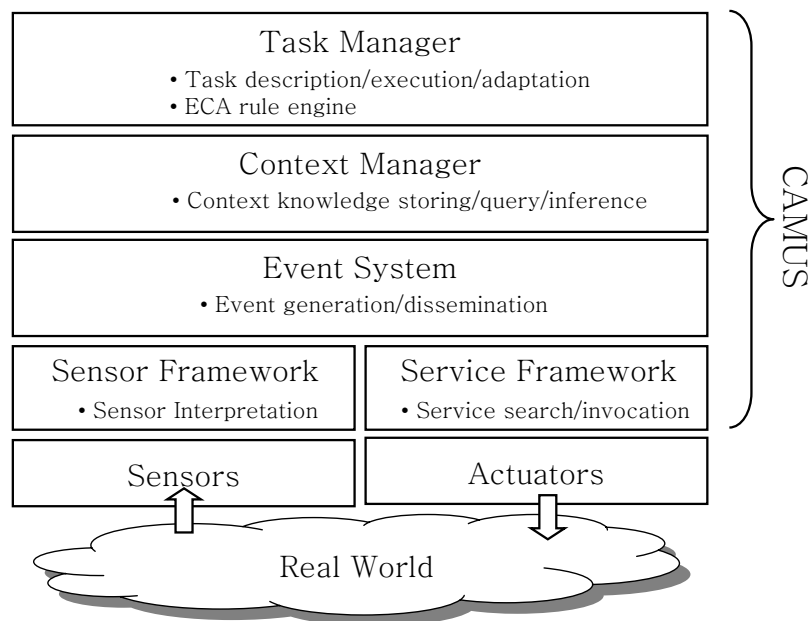 Task Manager
• Task description/execution/adaptation
• ECA rule engine
Context Manager
• Context knowledge storing/query/inference
Event System
• Event generation/dissemination
Sensor Framework
• Sensor Interpretation
Service Framework
• Service search/invocation
CAMUS
Sensors
Actuators
Real World